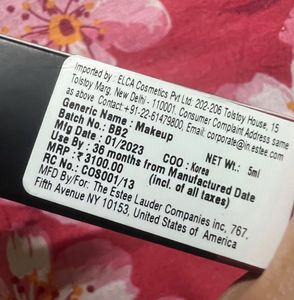 Imported by : ELCA Cosmetics Pvt Ltd: 202-206 Tolstoy House, 15
Tolstoy Marg, New Delhi - 110001. Consumer Complaint Address same
as above. Contact +91-22-61479800, Email: corporate@in.estee.com
Generic Name : Makeup
Batch No : BB2 COO : Korea NET Wt. 5ml
Mfg Date : 01/2023
Use By : 36 months from Manufactured Date
MRP : ₹ 3100.00 (Incl. of all taxes)
RC No. : COS001/13
MFG By/For: The Estee Lauder Companies inc, 767,
Fifth Avenue NY 10153, United States of America